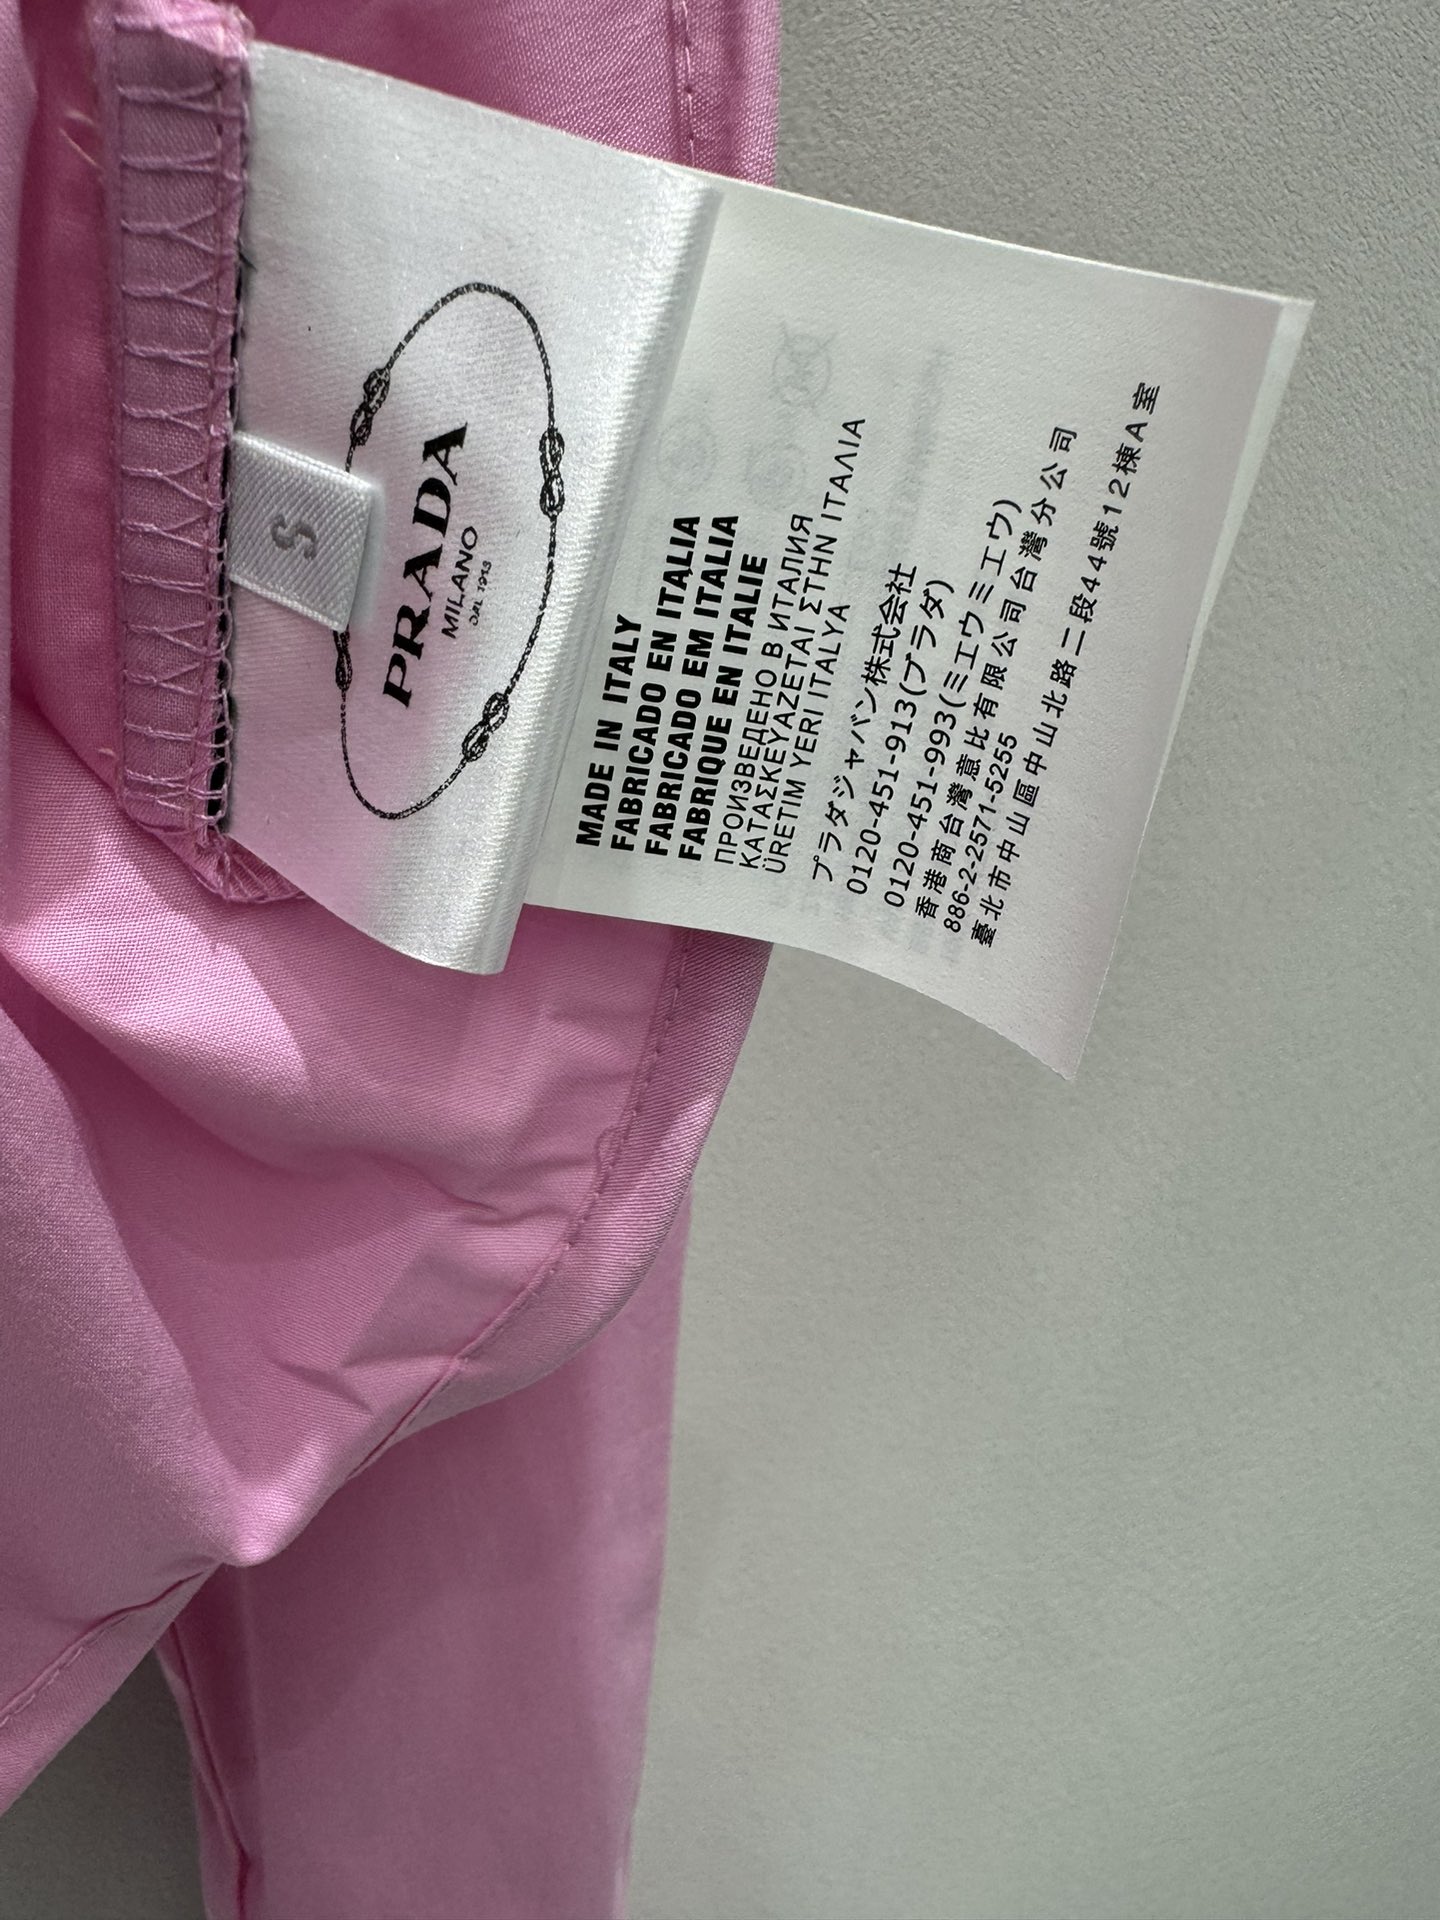 S
PRADA
MILANO
DAL 1913
MADE IN ITALY
FABRICADO EN ITALIA
FABRICADO EM ITALIA
FABRIQUE EN ITALIE
ПРОИЗВЕДЕНО В ИТАЛИЯ
ΚΑΤΑΣΚΕΥΑΖΕΤΑΙ ΣΤΗΝ ΙΤΑΛΙΑ
ÜRETIM YERI ITALYA
プラダジャパン株式会社
0120-451-913(プラダ)
0120-451-993(ミエウミエウ)
香港商台灣意比有限公司台灣分公司
886-2-2571-5255
臺北市中山區中山北路二段44號12棟A室